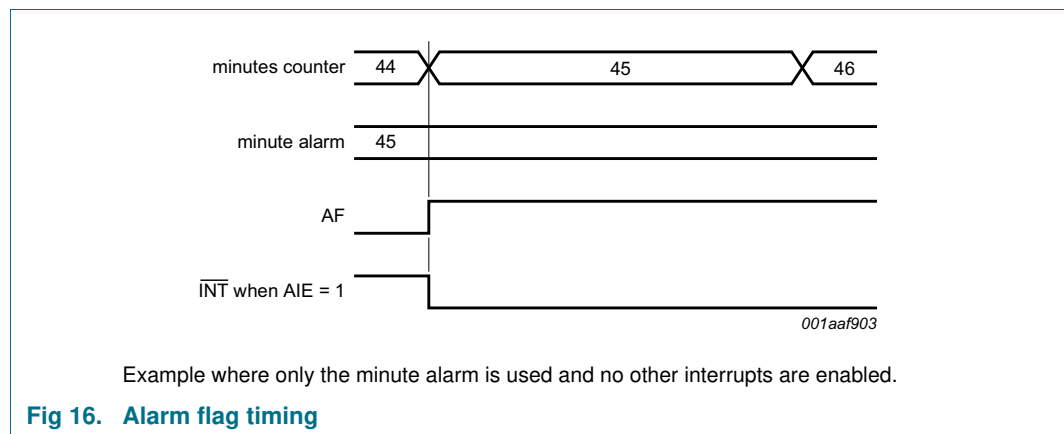 minutes counter 44 45 46
minute alarm 45
AF
INT when AIE = 1
001aaf903
Example where only the minute alarm is used and no other interrupts are enabled.
Fig 16. Alarm flag timing